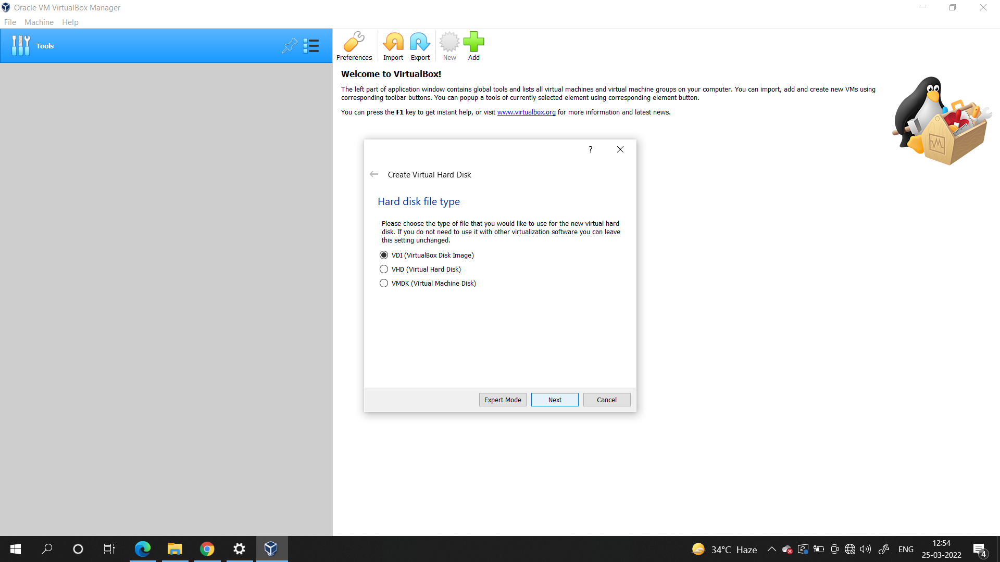 Oracle VM VirtualBox Manager
File Machine Help
Tools
Preferences Import Export New Add
Welcome to VirtualBox!
The left part of application window contains global tools and lists all virtual machines and virtual machine groups on your computer. You can import, add and create new VMs using
corresponding toolbar buttons. You can popup a tools of currently selected element using corresponding element button.
You can press the F1 key to get instant help, or visit www.virtualbox.org for more information and latest news.
?
Create Virtual Hard Disk
Hard disk file type
Please choose the type of file that you would like to use for the new virtual hard
disk. If you do not need to use it with other virtualization software you can leave
this setting unchanged.
VDI (VirtualBox Disk Image)
VHD (Virtual Hard Disk)
VMDK (Virtual Machine Disk)
Expert Mode Next Cancel
34°C Haze ENG
12:54
25-03-2022
4